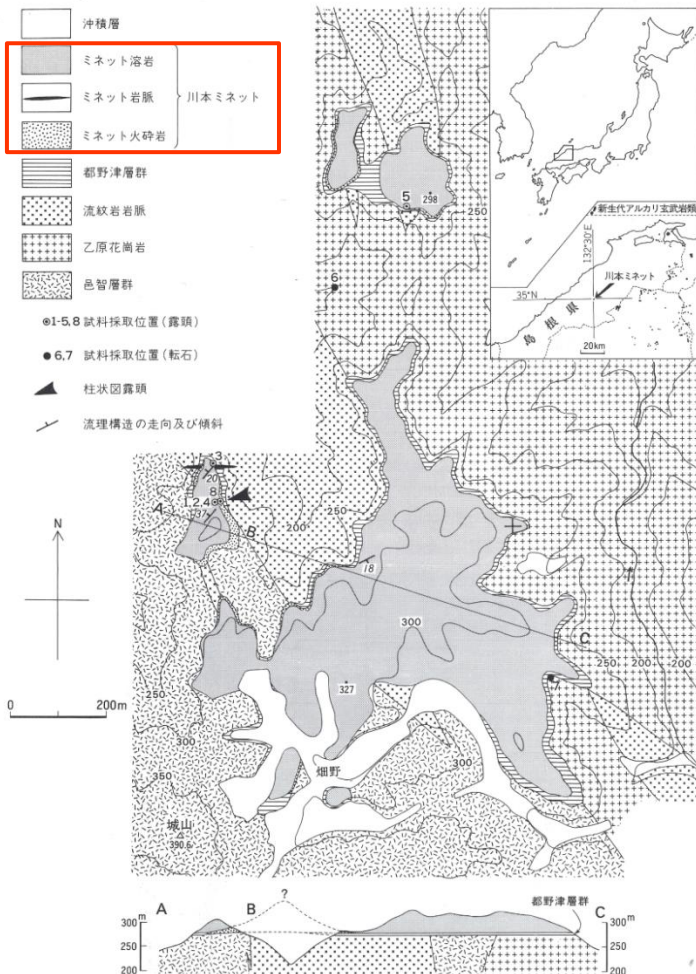 沖積層
ミネット溶岩
ミネット岩脈
川本ミネット
ミネット火砕岩
都野津層群
流紋岩岩脈
乙原花崗岩
邑智層群
1-5,8 試料採取位置(露頭)
6,7 試料採取位置(転石)
柱状図露頭
流理構造の走向及び傾斜
新生代アルカリ玄武岩類
132°30'E
川本ミネット
35°N
島根県
20km
5
298
250
6
3
20
8
1,2,4
A
B
250
200
18
N
300
C
250
200
200
0
200m
327
7
250
300
350
畑野
300
城山
390.6
A
?
B
都野津層群
C
300m
250
200
300m
250
200